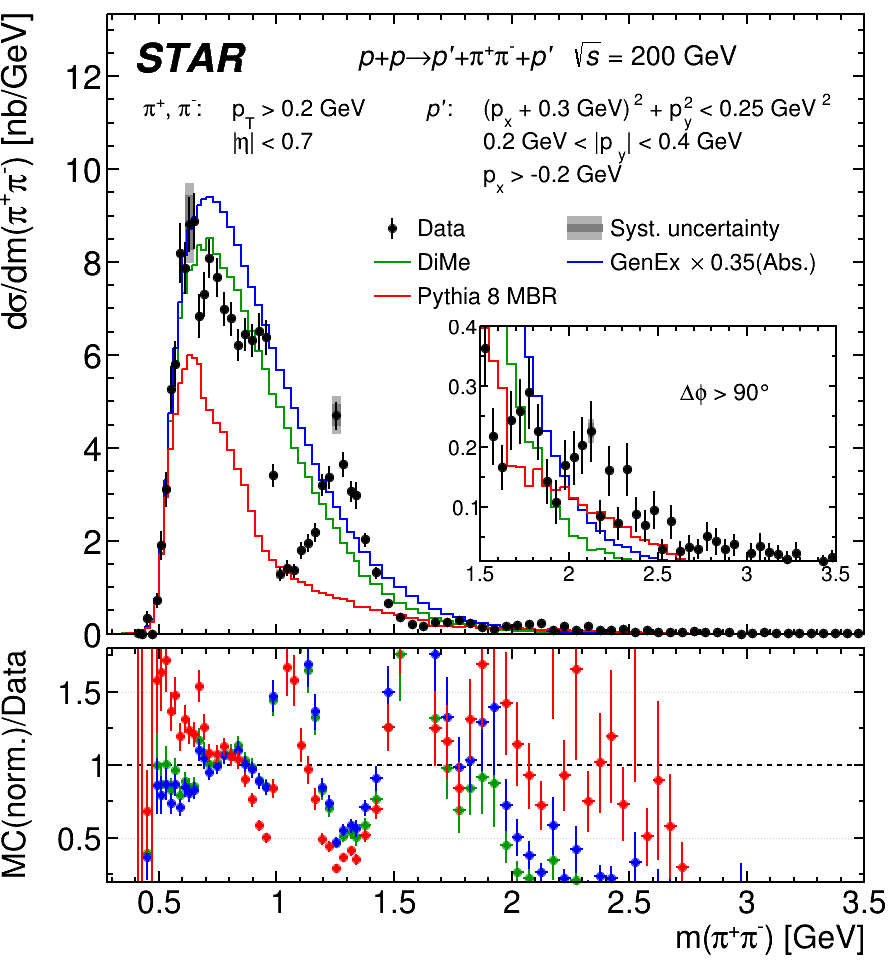 STAR p+p→p′+π⁺π⁻+p′ √s = 200 GeV
π⁺, π⁻: p_T > 0.2 GeV p′: (p_x + 0.3 GeV)² + p_y² < 0.25 GeV²
|η| < 0.7 0.2 GeV < |p_y| < 0.4 GeV
p_x > -0.2 GeV
Data Syst. uncertainty
DiMe GenEx × 0.35(Abs.)
Pythia 8 MBR
dσ/dm(π⁺π⁻) [nb/GeV]
12
10
8
6
4
2
0
Δϕ > 90°
0.4
0.3
0.2
0.1
1.5 2 2.5 3 3.5
MC(norm.)/Data
1.5
1
0.5
0.5 1 1.5 2 2.5 3 3.5
m(π⁺π⁻) [GeV]